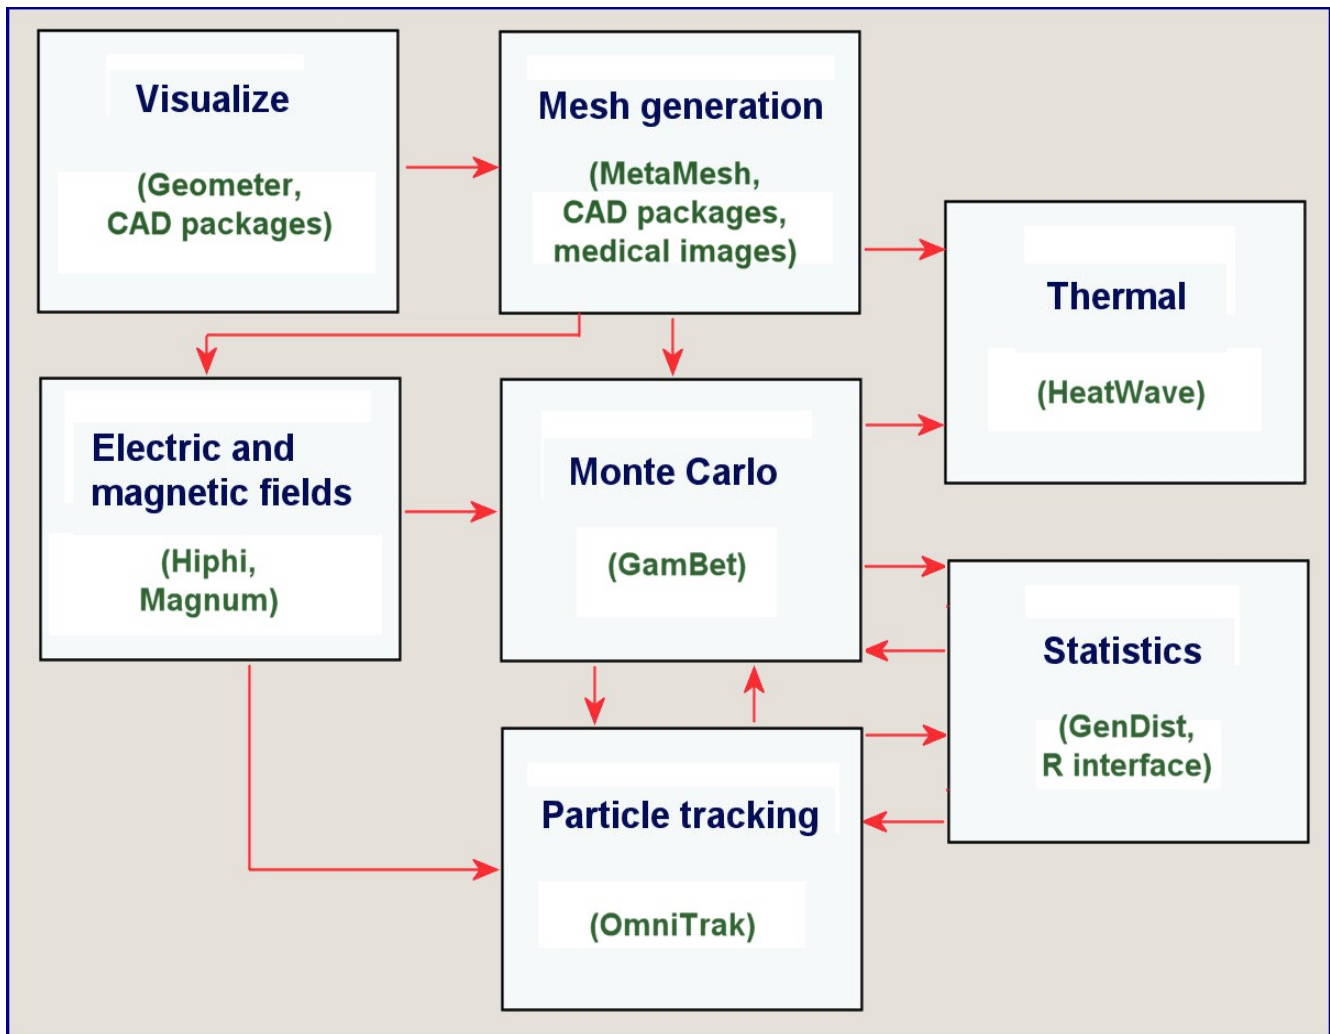 Visualize
(Geometer,
CAD packages)
Mesh generation
(MetaMesh,
CAD packages,
medical images)
Thermal
(HeatWave)
Electric and
magnetic fields
(Hiphi,
Magnum)
Monte Carlo
(GamBet)
Statistics
(GenDist,
R interface)
Particle tracking
(OmniTrak)